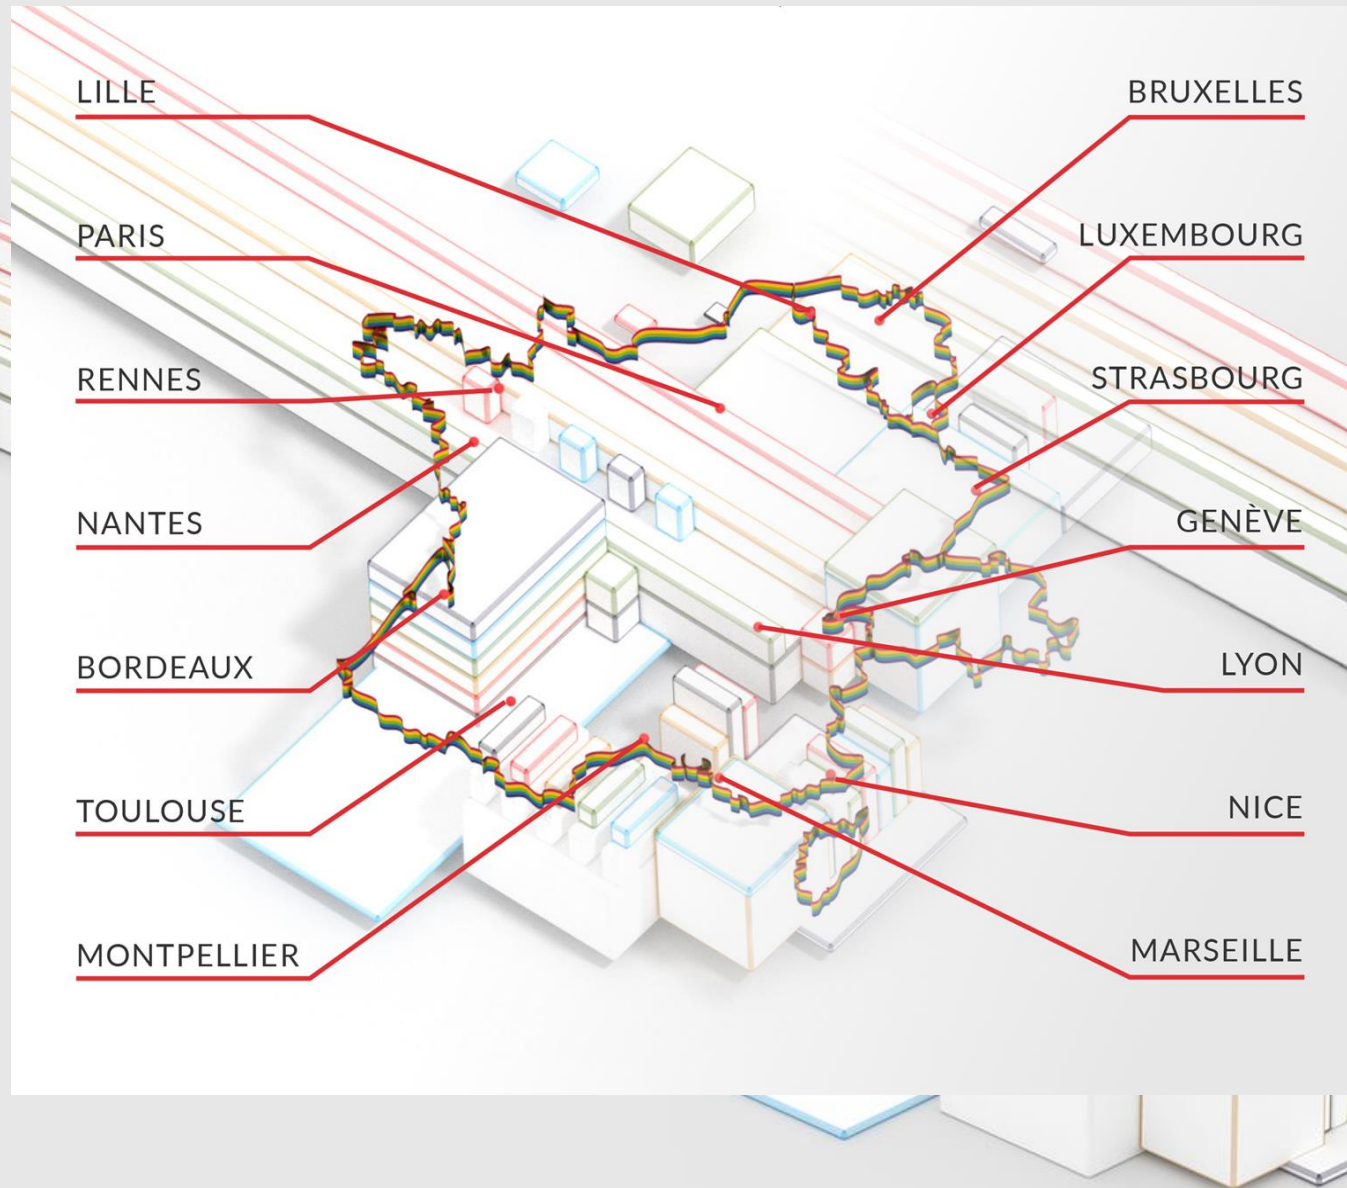 LILLE
PARIS
RENNES
NANTES
BORDEAUX
TOULOUSE
MONTPELLIER
BRUXELLES
LUXEMBOURG
STRASBOURG
GENÈVE
LYON
NICE
MARSEILLE